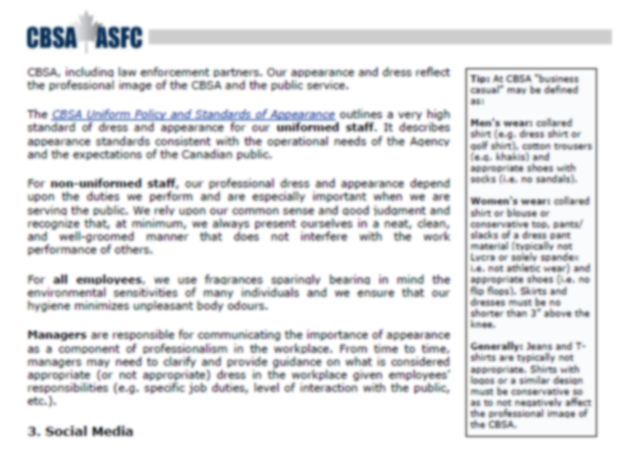 CBSA ASFC
CBSA, including law enforcement partners. Our appearance and dress reflect
the professional image of the CBSA and the public service.
The CBSA Uniform Policy and Standards of Appearance outlines a very high
standard of dress and appearance for our uniformed staff. It describes
appearance standards consistent with the operational needs of the Agency
and the expectations of the Canadian public.
For non-uniformed staff, our professional dress and appearance depend
upon the duties we perform and are especially important when we are
serving the public. We rely upon our common sense and good judgment and
recognize that, at minimum, we always present ourselves in a neat, clean,
and well-groomed manner that does not interfere with the work
performance of others.
For all employees, we use fragrances sparingly bearing in mind the
environmental sensitivities of many individuals and we ensure that our
hygiene minimizes unpleasant body odours.
Managers are responsible for communicating the importance of appearance
as a component of professionalism in the workplace. From time to time,
managers may need to clarify and provide guidance on what is considered
appropriate (or not appropriate) dress in the workplace given employees'
responsibilities (e.g. specific job duties, level of interaction with the public,
etc.).
3. Social Media
Tip: At CBSA "business
casual" may be defined
as:
Men's wear: collared
shirt (e.g. dress shirt or
golf shirt), cotton trousers
(e.g. khakis) and
appropriate shoes with
socks (i.e. no sandals).
Women's wear: collared
shirt or blouse or
conservative top, pants/
slacks of a dress pant
material (typically not
Lycra or solely spandex
i.e. not athletic wear) and
appropriate shoes (i.e. no
flip flops). Skirts and
dresses must be no
shorter than 3" above the
knee.
Generally: Jeans and T-
shirts are typically not
appropriate. Shirts with
logos or a similar design
must be conservative so
as to not negatively affect
the professional image of
the CBSA.